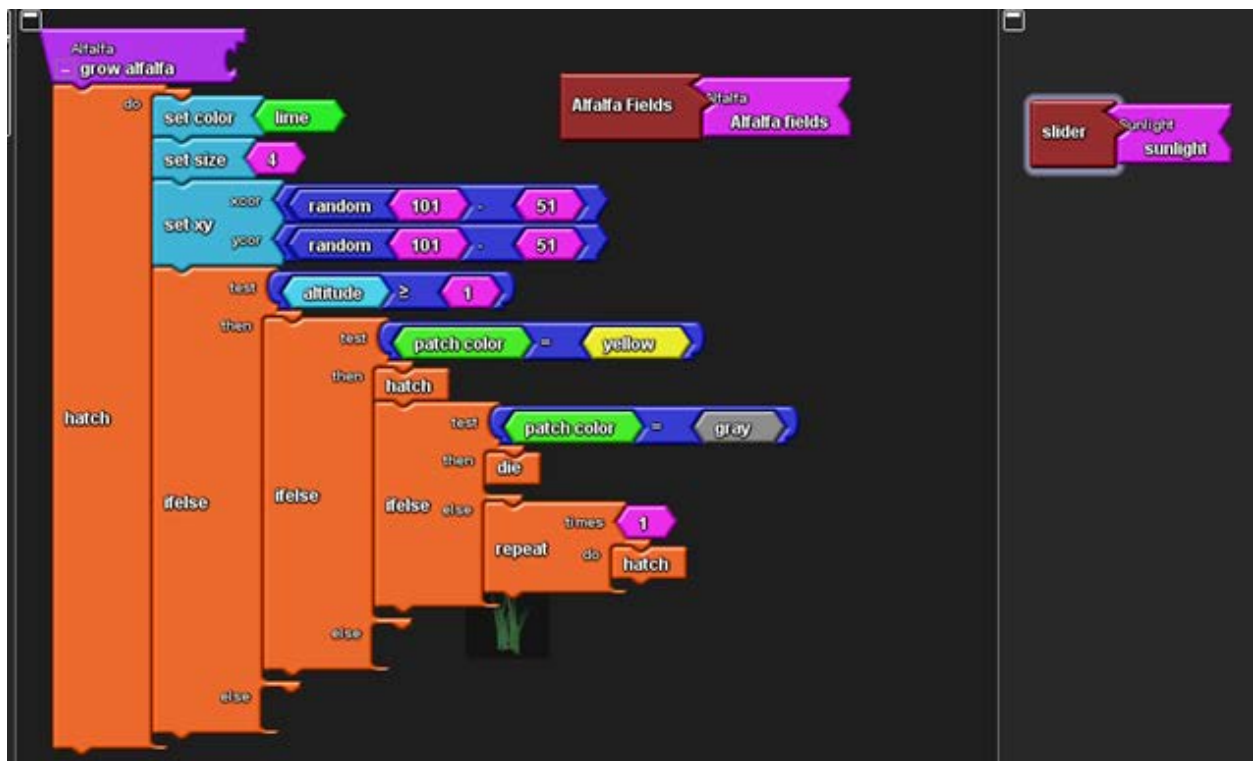 Alfalfa
– grow alfalfa
do
set color lime
set size 4
set xy
xcor random 101 - 51
ycor random 101 - 51
hatch
ifelse
test altitude ≥ 1
then
ifelse
test patch color = yellow
then hatch
ifelse
test patch color = gray
then die
else
repeat
times 1
do hatch
else
else
Alfalfa Fields
Alfalfa
Alfalfa fields
slider
Sunlight
sunlight